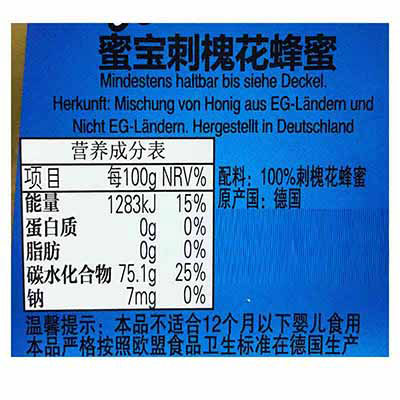 蜜宝刺槐花蜂蜜
Mindestens haltbar bis siehe Deckel.
Herkunft: Mischung von Honig aus EG-Ländern und
Nicht EG-Ländern. Hergestellt in Deutschland
营养成分表
项目 每100g NRV%
能量 1283kJ 15%
蛋白质 0g 0%
脂肪 0g 0%
碳水化合物 75.1g 25%
钠 7mg 0%
配料：100%刺槐花蜂蜜
原产国：德国
温馨提示：本品不适合12个月以下婴儿食用
本品严格按照欧盟食品卫生标准在德国生产